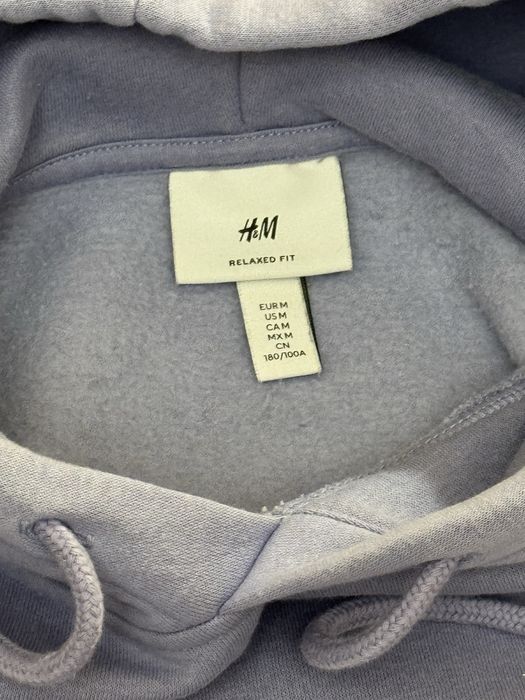 H&M
RELAXED FIT
EUR M
US M
CA M
MX M
CN
180/100A